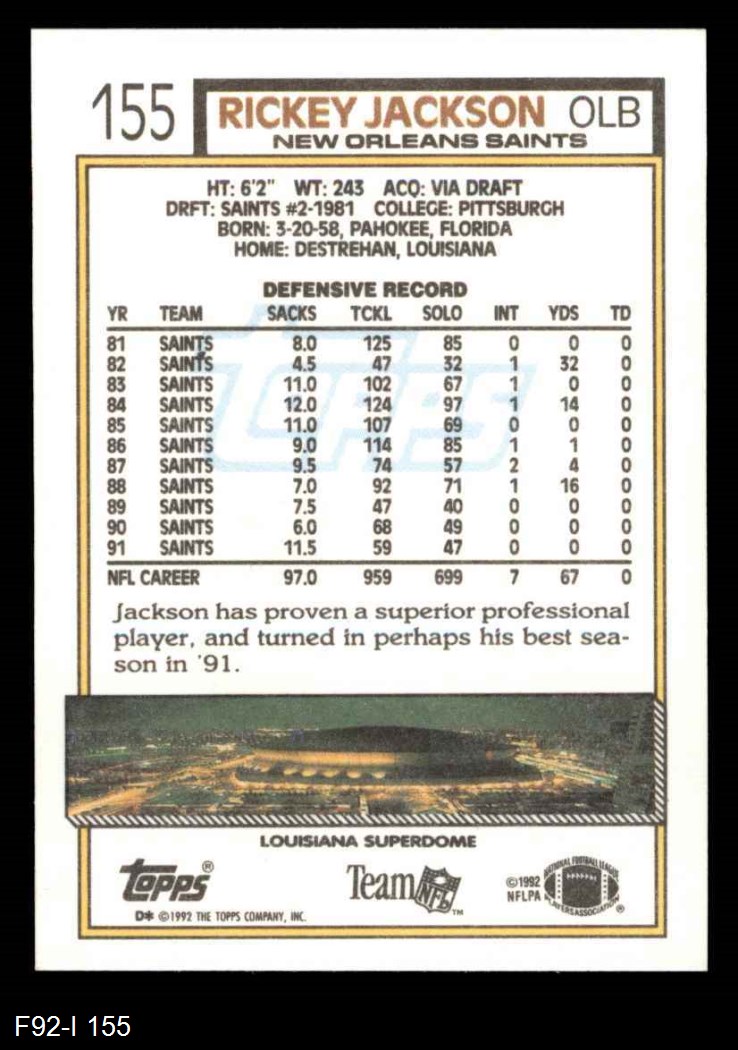 155 RICKEY JACKSON OLB
NEW ORLEANS SAINTS
HT: 6'2" WT: 243 ACQ: VIA DRAFT
DRFT: SAINTS #2-1981 COLLEGE: PITTSBURGH
BORN: 3-20-58, PAHOKEE, FLORIDA
HOME: DESTREHAN, LOUISIANA
DEFENSIVE RECORD
YR TEAM SACKS TCKL SOLO INT YDS TD
81 SAINTS 8.0 125 85 0 0 0
82 SAINTS 4.5 47 32 1 32 0
83 SAINTS 11.0 102 67 1 0 0
84 SAINTS 12.0 124 97 1 14 0
85 SAINTS 11.0 107 69 0 0 0
86 SAINTS 9.0 114 85 1 1 0
87 SAINTS 9.5 74 57 2 4 0
88 SAINTS 7.0 92 71 1 16 0
89 SAINTS 7.5 47 40 0 0 0
90 SAINTS 6.0 68 49 0 0 0
91 SAINTS 11.5 59 47 0 0 0
NFL CAREER 97.0 959 699 7 67 0
Topps
Jackson has proven a superior professional
player, and turned in perhaps his best sea-
son in '91.
LOUISIANA SUPERDOME
Topps®
D* ©1992 THE TOPPS COMPANY, INC.
Team NFL™
©1992
NFLPA
NATIONAL FOOTBALL LEAGUE
PLAYERS ASSOCIATION ®
F92-I 155